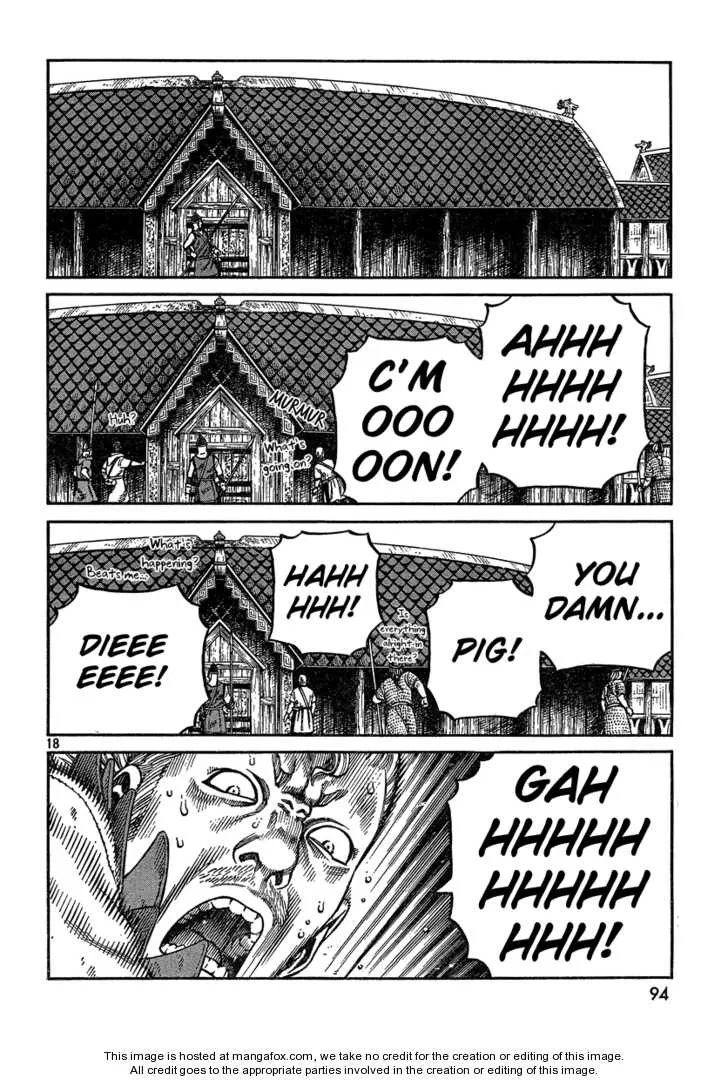 AHHH
HHHH
HHHH!
C'M
OOO
OON!
MURMUR
What's
going on?
Huh?
YOU
DAMN...
PIG!
Is
everything
alright in
there?
HAHH
HHH!
What's
happening?
Beats me...
DIEEE
EEEE!
18
GAH
HHHHH
HHHHH
HHH!
94
This image is hosted at mangafox.com, we take no credit for the creation or editing of this image.
All credit goes to the appropriate parties involved in the creation or editing of this image.